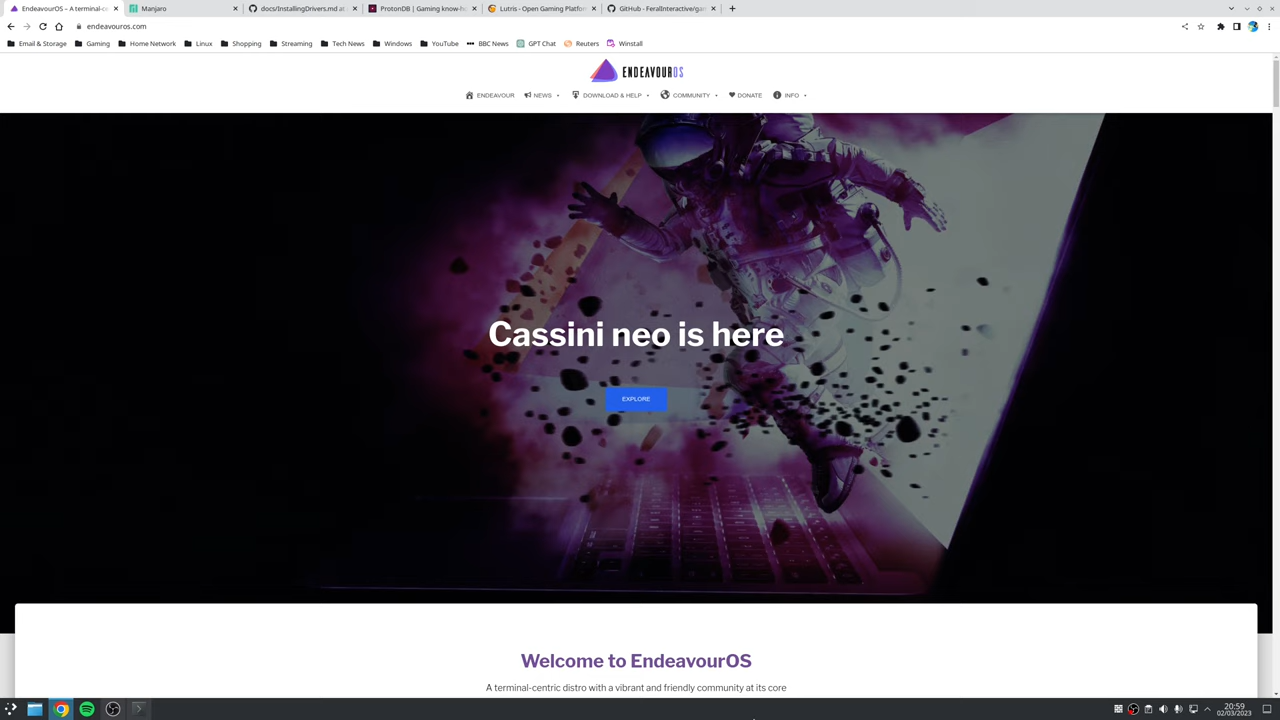 EndeavourOS – A terminal-ce
Manjaro
docs/InstallingDrivers.md at
ProtonDB | Gaming know-h
Lutris - Open Gaming Platfor
GitHub - FeralInteractive/gam
endeavouros.com
Email & Storage
Gaming
Home Network
Linux
Shopping
Streaming
Tech News
Windows
YouTube
BBC News
GPT Chat
Reuters
Winstall
ENDEAVOUROS
ENDEAVOUR
NEWS
DOWNLOAD & HELP
COMMUNITY
DONATE
INFO
Cassini neo is here
EXPLORE
Welcome to EndeavourOS
A terminal-centric distro with a vibrant and friendly community at its core
20:59
02/03/2023